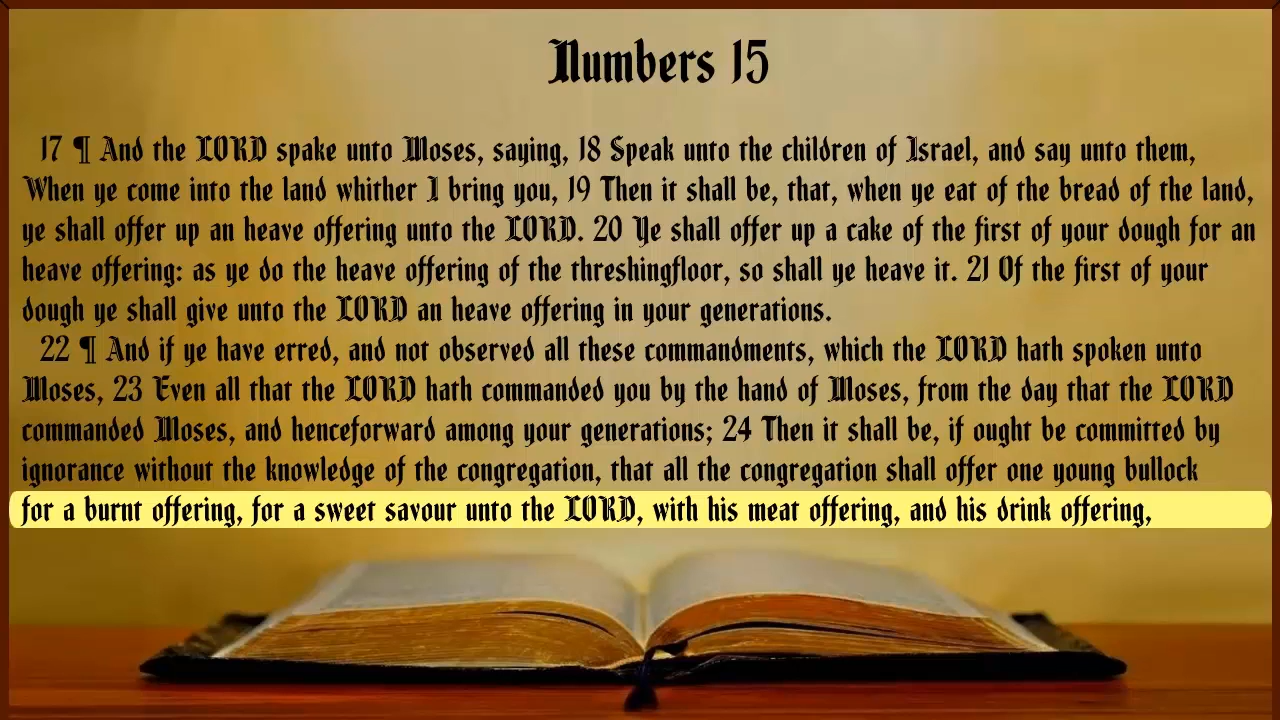 Numbers 15
17 ¶ And the LORD spake unto Moses, saying, 18 Speak unto the children of Israel, and say unto them,
When ye come into the land whither I bring you, 19 Then it shall be, that, when ye eat of the bread of the land,
ye shall offer up an heave offering unto the LORD. 20 Ye shall offer up a cake of the first of your dough for an
heave offering: as ye do the heave offering of the threshingfloor, so shall ye heave it. 21 Of the first of your
dough ye shall give unto the LORD an heave offering in your generations.
22 ¶ And if ye have erred, and not observed all these commandments, which the LORD hath spoken unto
Moses, 23 Even all that the LORD hath commanded you by the hand of Moses, from the day that the LORD
commanded Moses, and henceforward among your generations; 24 Then it shall be, if ought be committed by
ignorance without the knowledge of the congregation, that all the congregation shall offer one young bullock
for a burnt offering, for a sweet savour unto the LORD, with his meat offering, and his drink offering,